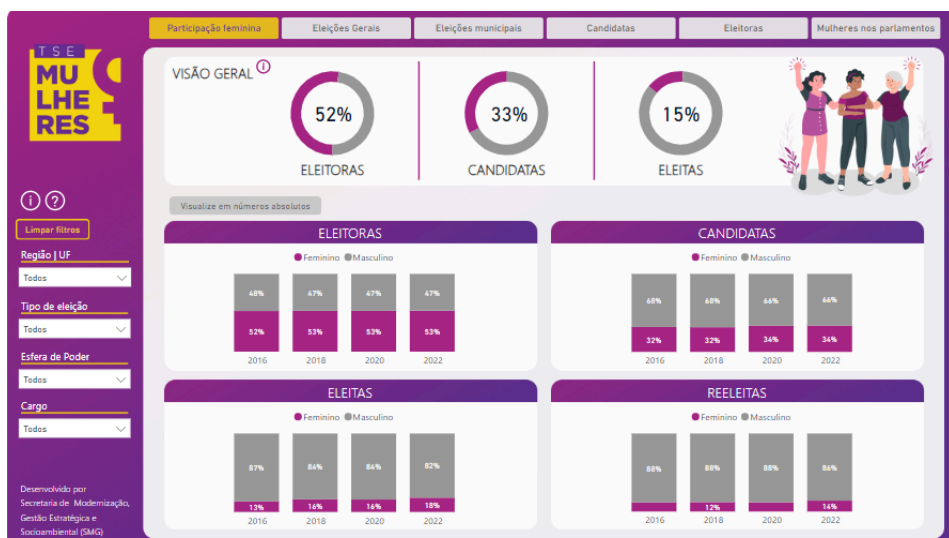 Participação feminina
Eleições Gerais
Eleições municipais
Candidatas
Eleitoras
Mulheres nos parlamentos
TSE
MU
LHE
RES
VISÃO GERAL
52%
33%
15%
ELEITORAS
CANDIDATAS
ELEITAS
Visualize em números absolutos
Limpar filtros
Região | UF
Todos
Tipo de eleição
Todos
Esfera de Poder
Todos
Cargo
Todos
Desenvolvido por
Secretaria de Modernização,
Gestão Estratégica e
Socioambiental (SMG)
ELEITORAS
Feminino Masculino
48% 47% 47% 47%
52% 53% 53% 53%
2016 2018 2020 2022
CANDIDATAS
Feminino Masculino
68% 68% 66% 66%
32% 32% 34% 34%
2016 2018 2020 2022
ELEITAS
Feminino Masculino
87% 84% 84% 82%
13% 16% 16% 18%
2016 2018 2020 2022
REELEITAS
Feminino Masculino
88% 88% 88% 86%
12% 14%
2016 2018 2020 2022